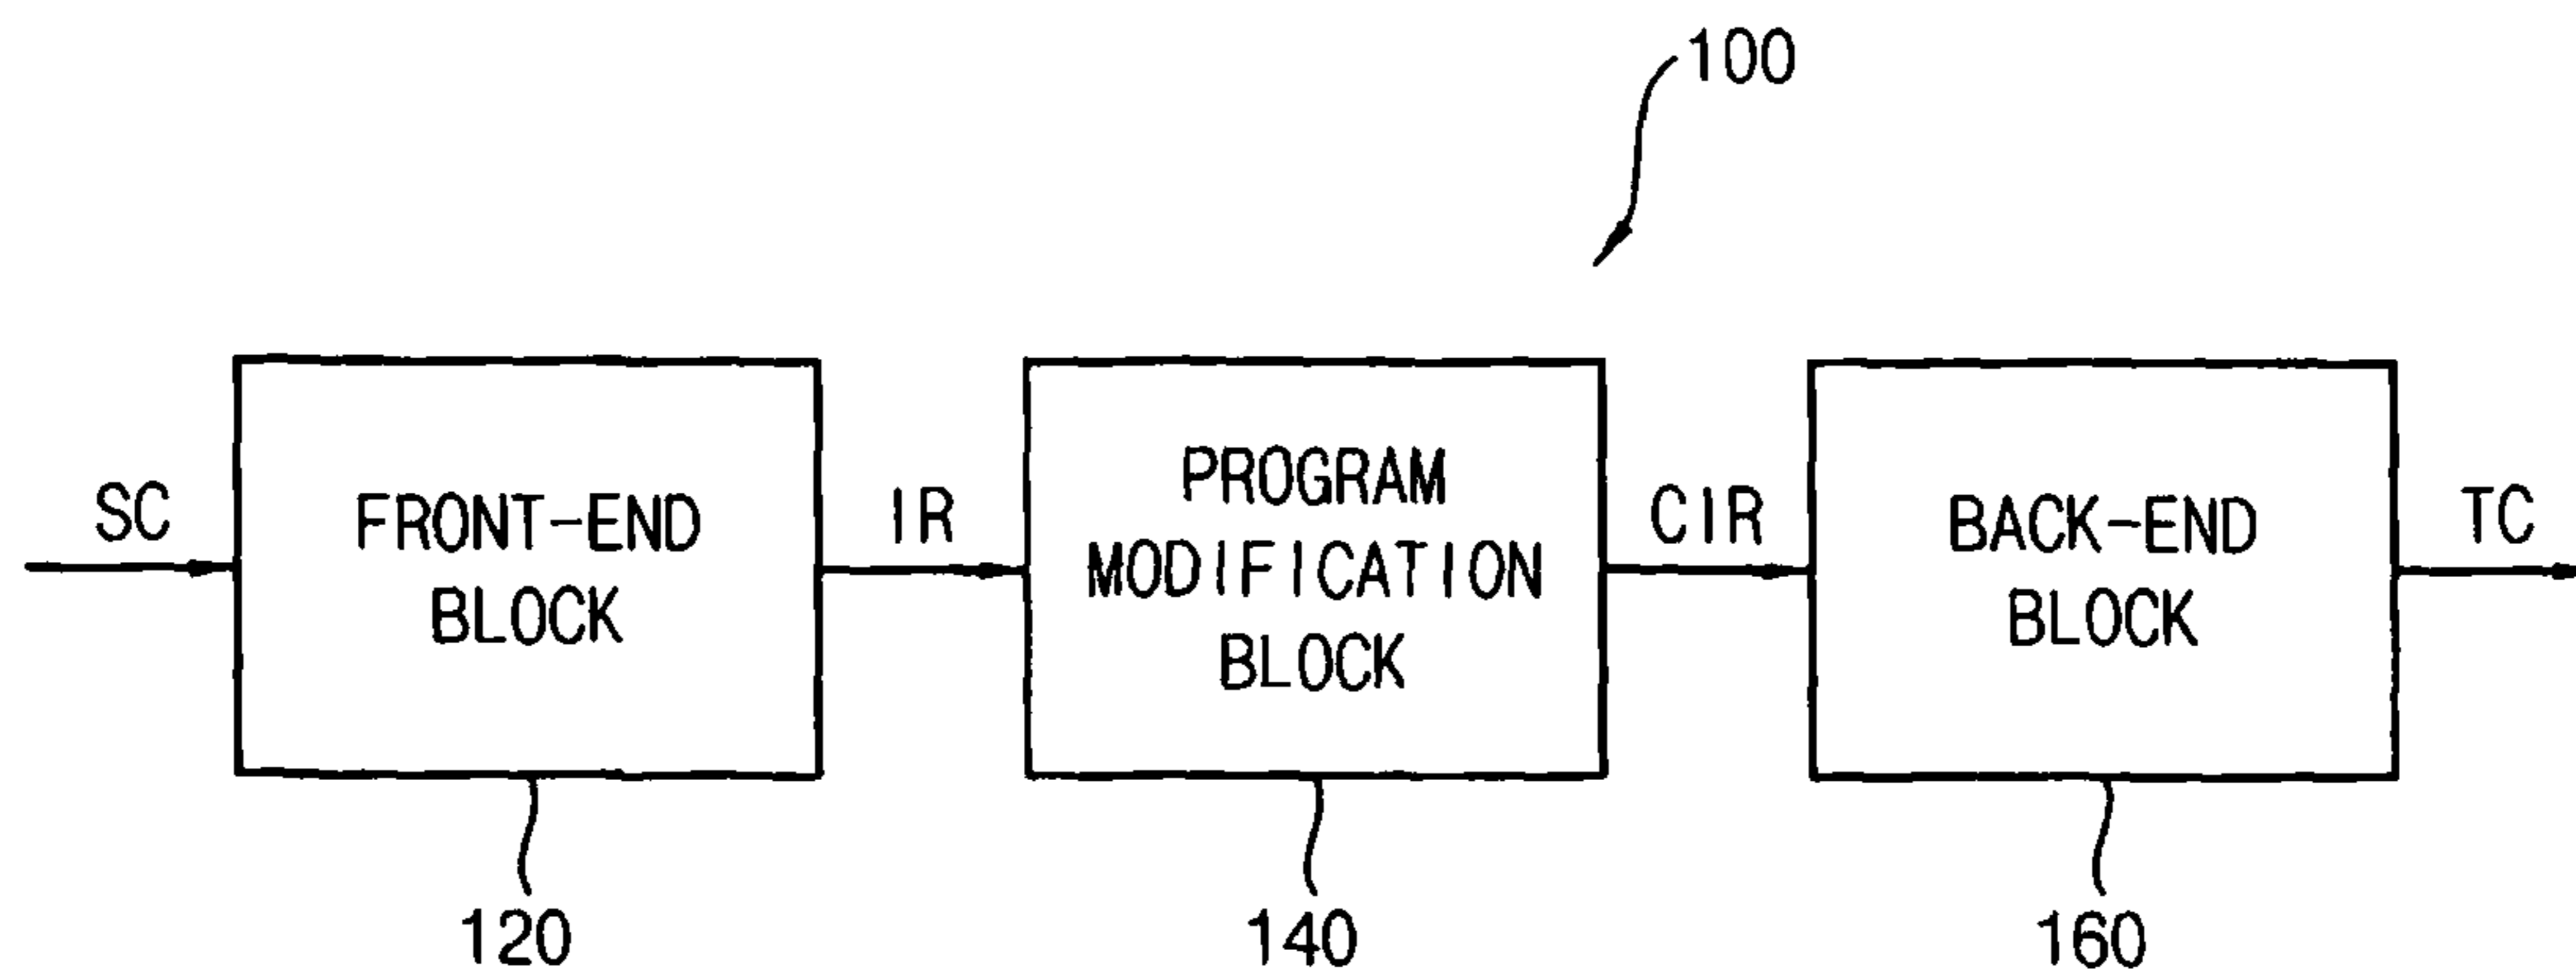 100
SC
FRONT-END
BLOCK
IR
PROGRAM
MODIFICATION
BLOCK
CIR
BACK-END
BLOCK
TC
120
140
160